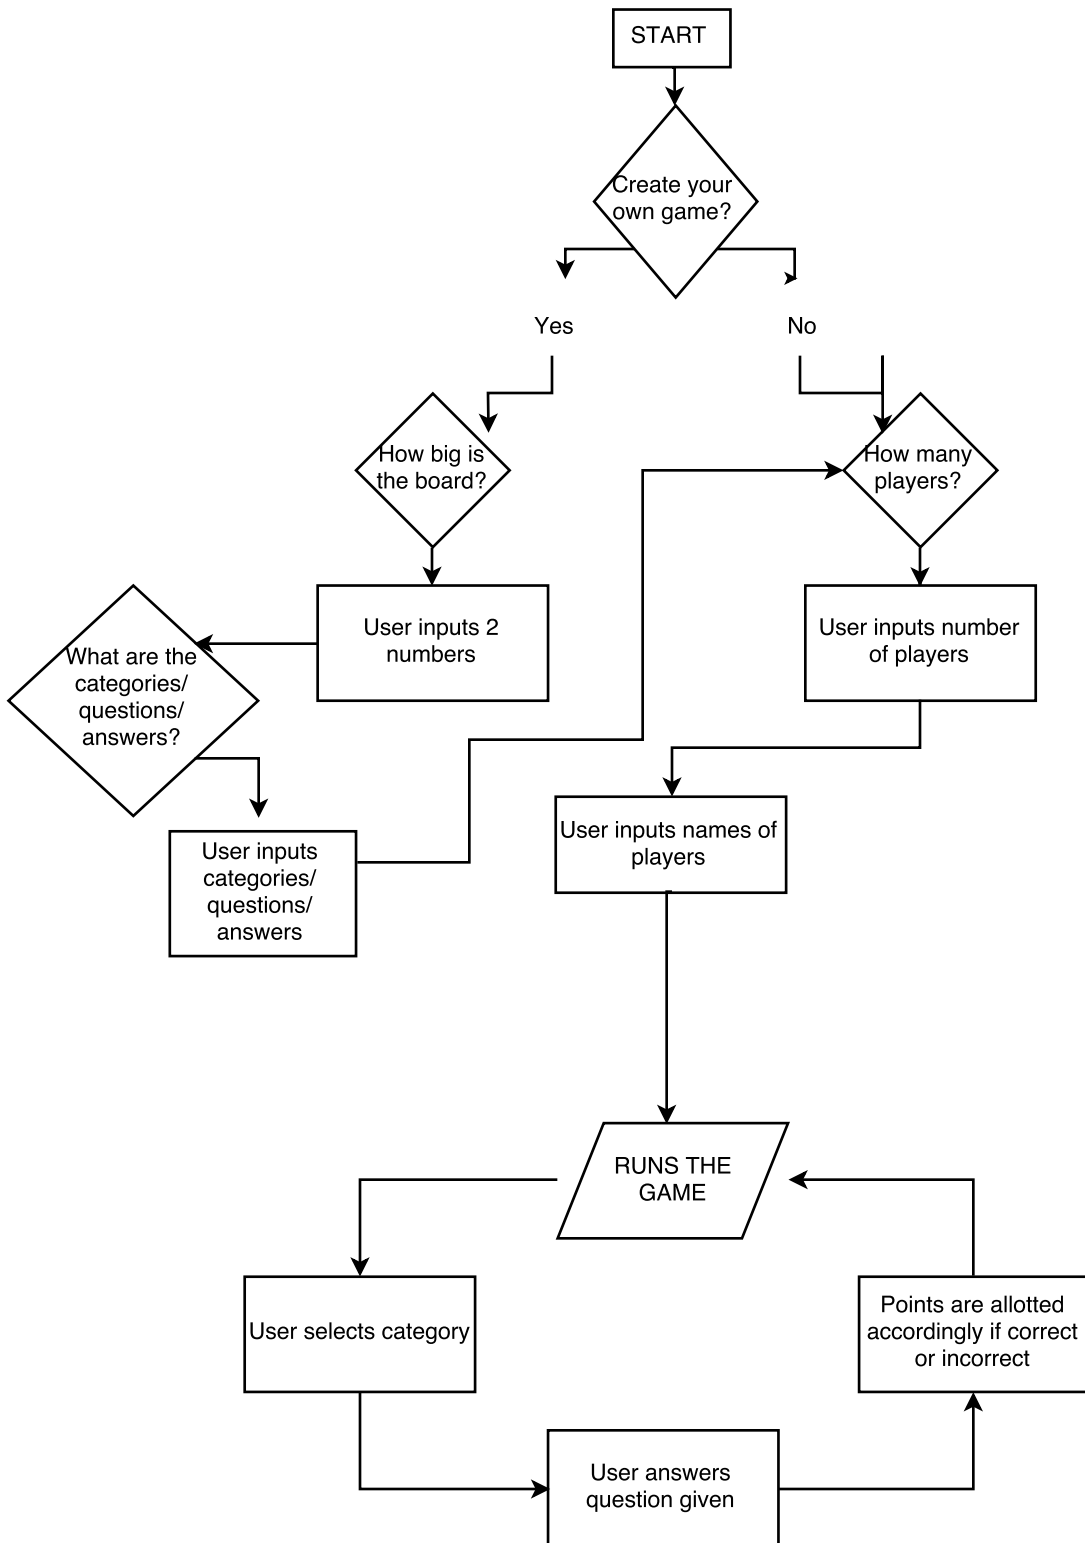 START
Create your
own game?
Yes
No
How big is
the board?
How many
players?
User inputs 2
numbers
User inputs number
of players
What are the
categories/
questions/
answers?
User inputs names of
players
User inputs
categories/
questions/
answers
RUNS THE
GAME
User selects category
Points are allotted
accordingly if correct
or incorrect
User answers
question given